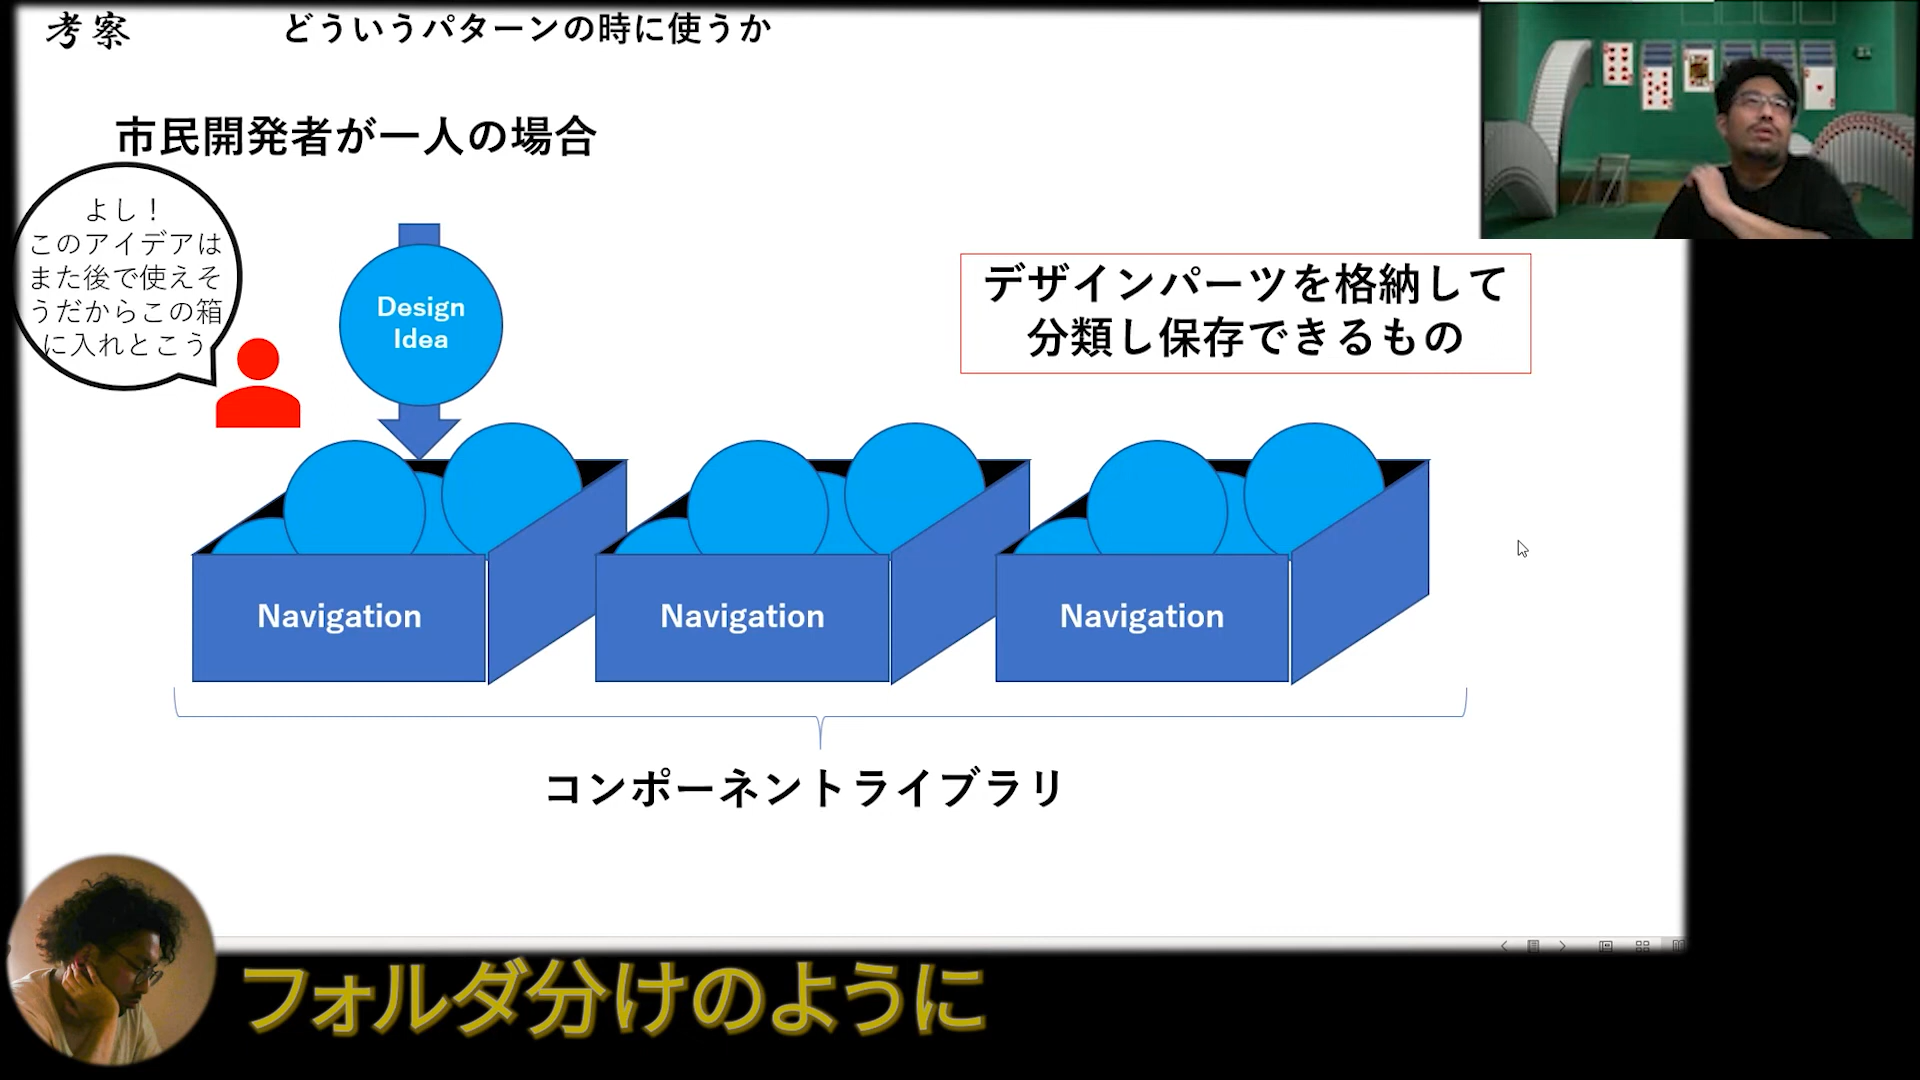 考察
どういうパターンの時に使うか
市民開発者が一人の場合
よし！
このアイデアは
また後で使えそ
うだからこの箱
に入れとこう
Design
Idea
デザインパーツを格納して
分類し保存できるもの
Navigation
Navigation
Navigation
コンポーネントライブラリ
フォルダ分けのように